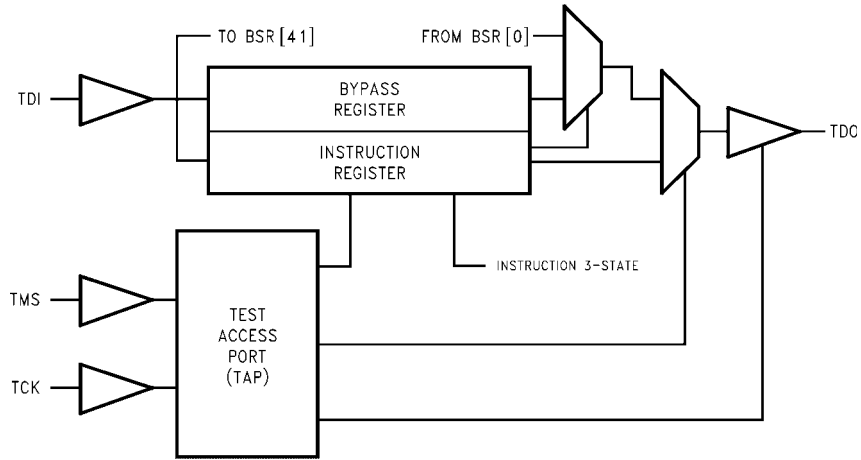 TO BSR [41]
FROM BSR [0]
TDI
BYPASS
REGISTER
INSTRUCTION
REGISTER
TDO
INSTRUCTION 3-STATE
TMS
TEST
ACCESS
PORT
(TAP)
TCK